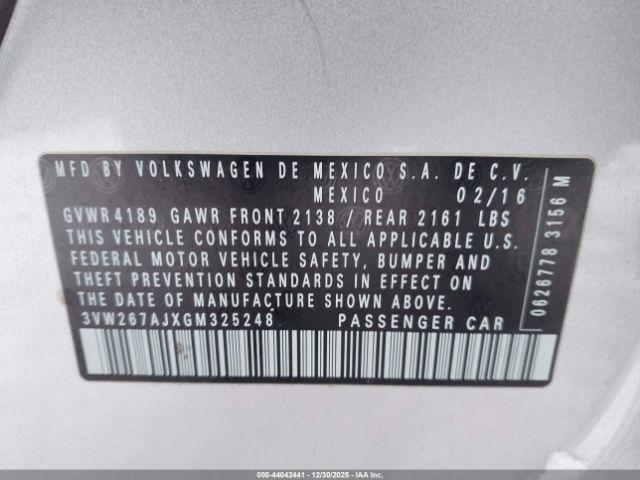 MFD BY VOLKSWAGEN DE MEXICO S.A. DE C.V.
MEXICO 02/16
GVWR 4189 GAWR FRONT 2138 / REAR 2161 LBS
THIS VEHICLE CONFORMS TO ALL APPLICABLE U.S.
FEDERAL MOTOR VEHICLE SAFETY, BUMPER AND
THEFT PREVENTION STANDARDS IN EFFECT ON
THE DATE OF MANUFACTURE SHOWN ABOVE.
3VW267AJXGM325248 PASSENGER CAR
0626778 3156 M
000-44042441 - 12/30/2025 - Copyright © 2025 IAA, Inc.